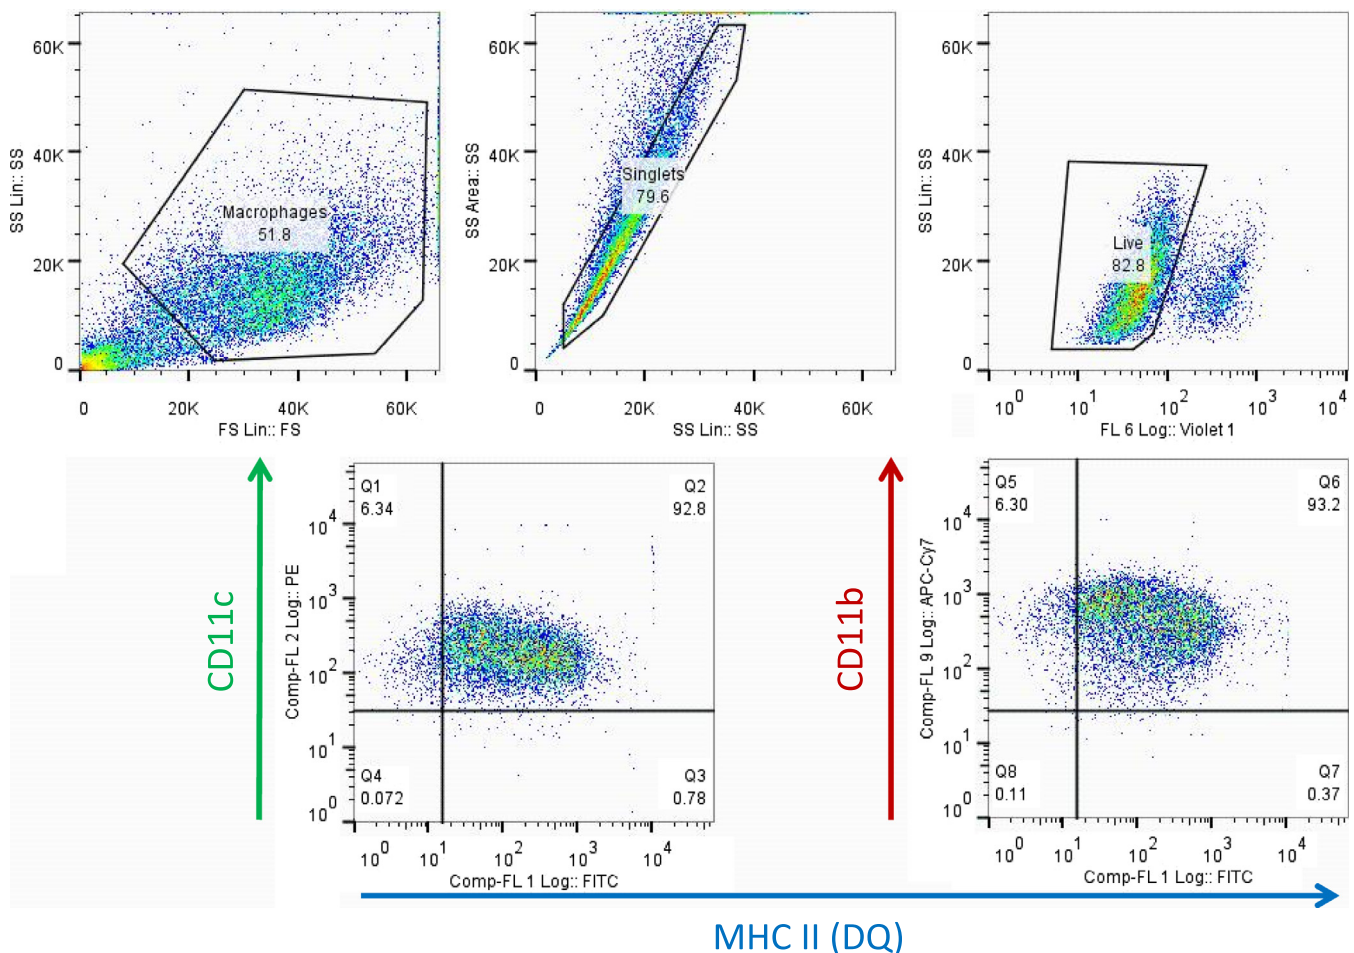 60K
40K
20K
0
SS Lin:: SS
Macrophages
51.8
0 20K 40K 60K
FS Lin:: FS
60K
40K
20K
0
SS Area:: SS
Singlets
79.6
0 20K 40K 60K
SS Lin:: SS
60K
40K
20K
0
SS Lin:: SS
Live
82.8
10^0 10^1 10^2 10^3 10^4
FL 6 Log:: Violet 1
CD11c
Comp-FL 2 Log:: PE
Q1
6.34
Q2
92.8
10^4
10^3
10^2
10^1
10^0
Q4
0.072
Q3
0.78
10^0 10^1 10^2 10^3 10^4
Comp-FL 1 Log:: FITC
CD11b
Comp-FL 9 Log:: APC-Cy7
Q5
6.30
Q6
93.2
10^4
10^3
10^2
10^1
10^0
Q8
0.11
Q7
0.37
10^0 10^1 10^2 10^3 10^4
Comp-FL 1 Log:: FITC
MHC II (DQ)